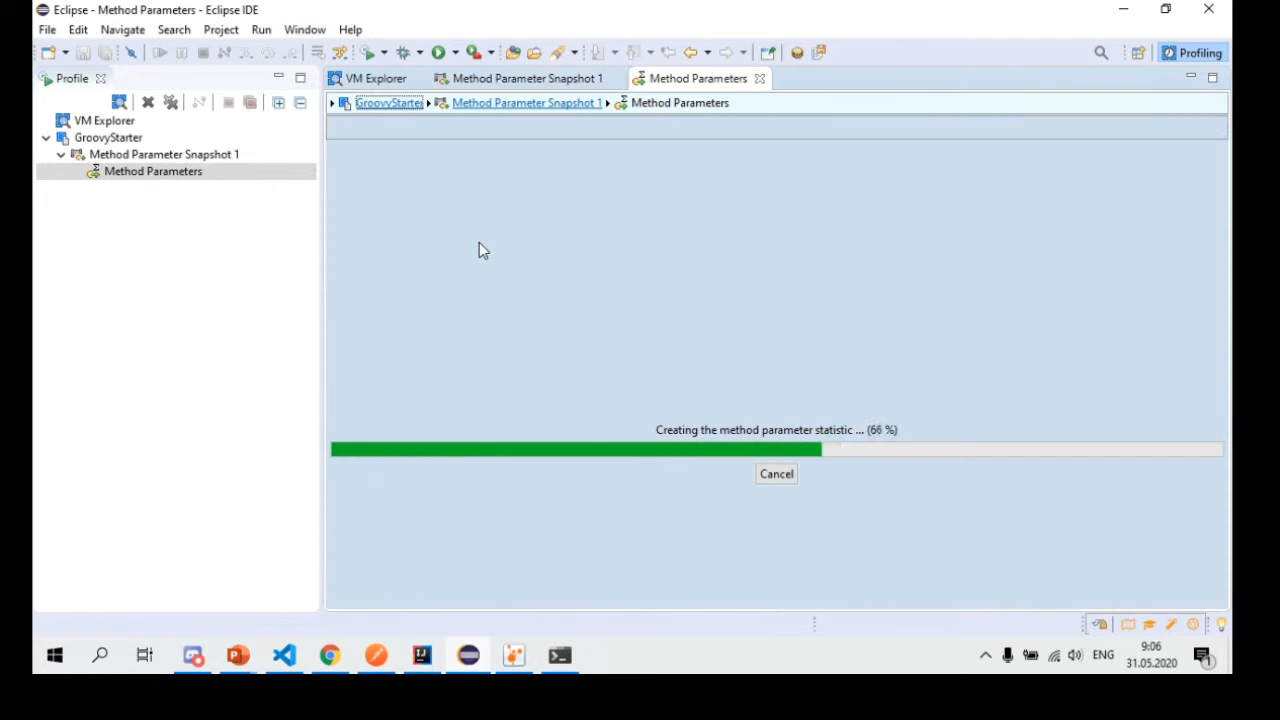 Eclipse - Method Parameters - Eclipse IDE
File Edit Navigate Search Project Run Window Help
Profiling
Profile
VM Explorer
Method Parameter Snapshot 1
Method Parameters
GroovyStarter
Method Parameter Snapshot 1
Method Parameters
VM Explorer
GroovyStarter
Method Parameter Snapshot 1
Method Parameters
Creating the method parameter statistic ... (66 %)
Cancel
ENG
9:06
31.05.2020
1